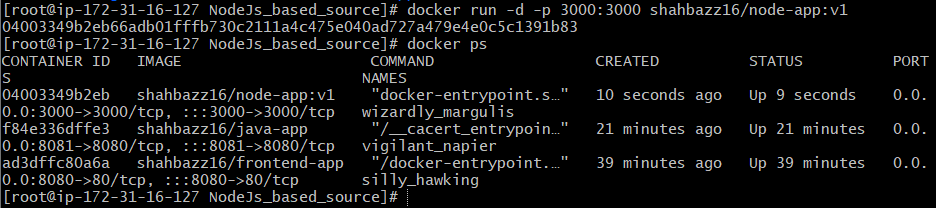 [root@ip-172-31-16-127 NodeJs_based_source]# docker run -d -p 3000:3000 shahbazz16/node-app:v1
04003349b2eb66adb01fffb730c2111a4c475e040ad727a479e4e0c5c1391b83
[root@ip-172-31-16-127 NodeJs_based_source]# docker ps
CONTAINER ID   IMAGE                     COMMAND                  CREATED          STATUS          PORT
S                                      NAMES
04003349b2eb   shahbazz16/node-app:v1    "docker-entrypoint.s…"   10 seconds ago   Up 9 seconds    0.0.
0.0:3000->3000/tcp, :::3000->3000/tcp   wizardly_margulis
f84e336dffe3   shahbazz16/java-app       "/__cacert_entrypoin…"   21 minutes ago   Up 21 minutes   0.0.
0.0:8081->8080/tcp, :::8081->8080/tcp   vigilant_napier
ad3dffc80a6a   shahbazz16/frontend-app   "/docker-entrypoint.…"   39 minutes ago   Up 39 minutes   0.0.
0.0:8080->80/tcp, :::8080->80/tcp       silly_hawking
[root@ip-172-31-16-127 NodeJs_based_source]#